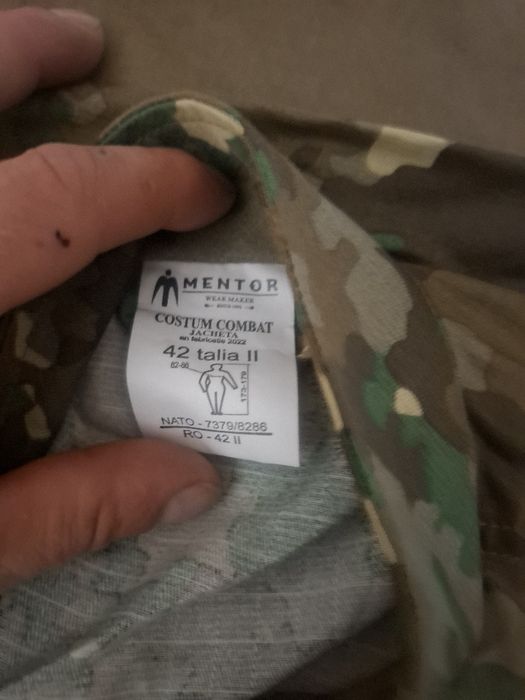 MENTOR
WEAR MAKER
COSTUM COMBAT
JACHETA
an fabricatie 2022
42 talia II
82-86
173-179
NATO - 7379/8286
RO - 42 II